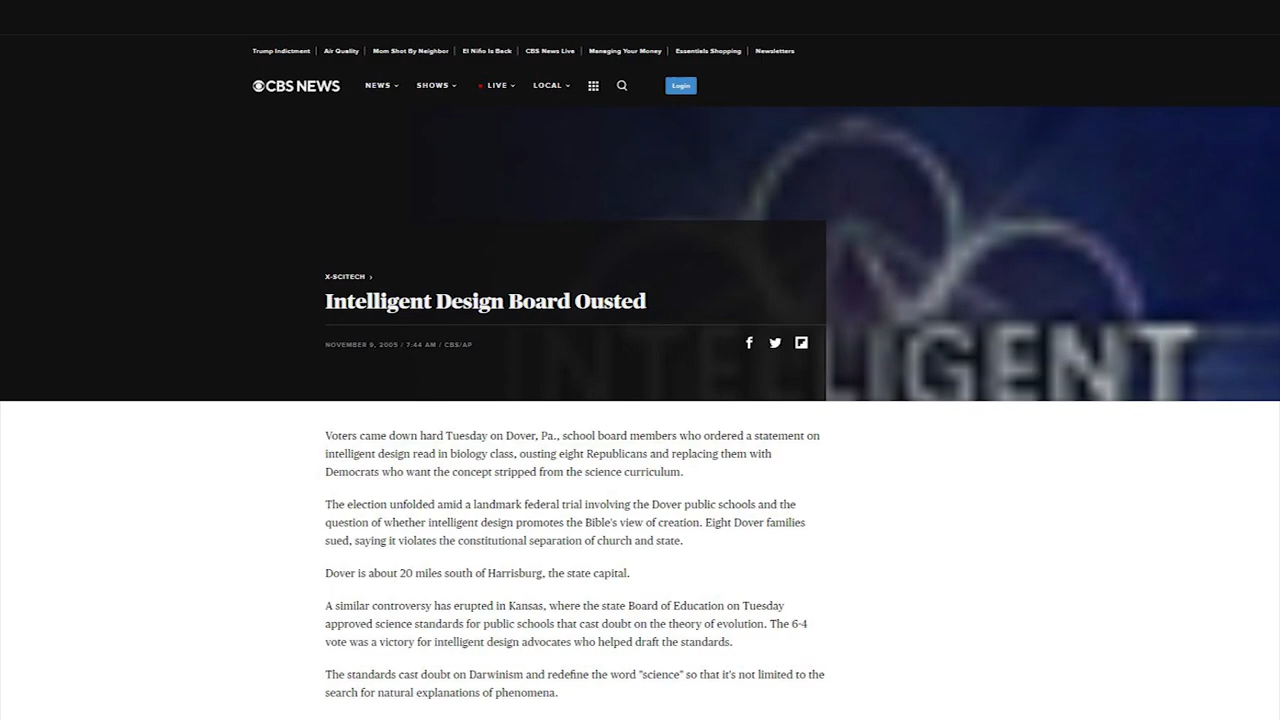 Trump Indictment | Air Quality | Mom Shot By Neighbor | El Niño Is Back | CBS News Live | Managing Your Money | Essentials Shopping | Newsletters
CBS NEWS NEWS SHOWS LIVE LOCAL Login
X-SCITECH ›
Intelligent Design Board Ousted
NOVEMBER 9, 2005 / 7:44 AM / CBS/AP
INTELLIGENT
Voters came down hard Tuesday on Dover, Pa., school board members who ordered a statement on
intelligent design read in biology class, ousting eight Republicans and replacing them with
Democrats who want the concept stripped from the science curriculum.
The election unfolded amid a landmark federal trial involving the Dover public schools and the
question of whether intelligent design promotes the Bible's view of creation. Eight Dover families
sued, saying it violates the constitutional separation of church and state.
Dover is about 20 miles south of Harrisburg, the state capital.
A similar controversy has erupted in Kansas, where the state Board of Education on Tuesday
approved science standards for public schools that cast doubt on the theory of evolution. The 6-4
vote was a victory for intelligent design advocates who helped draft the standards.
The standards cast doubt on Darwinism and redefine the word "science" so that it's not limited to the
search for natural explanations of phenomena.